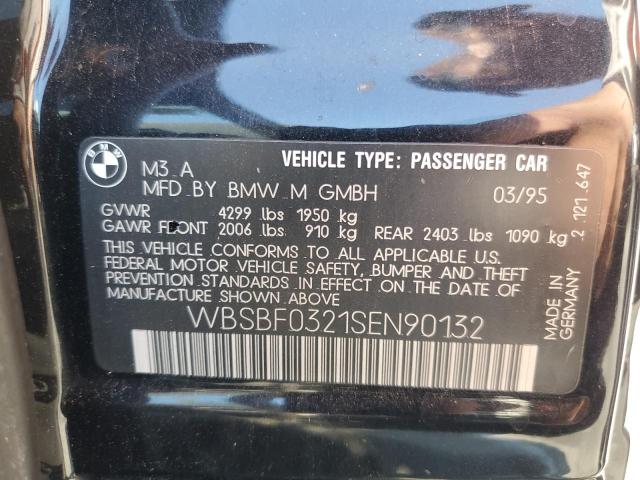 BMW
M3 A
VEHICLE TYPE: PASSENGER CAR
MFD BY BMW M GMBH 03/95
GVWR 4299 lbs 1950 kg
GAWR FRONT 2006 lbs 910 kg REAR 2403 lbs 1090 kg
THIS VEHICLE CONFORMS TO ALL APPLICABLE U.S.
FEDERAL MOTOR VEHICLE SAFETY, BUMPER AND THEFT
PREVENTION STANDARDS IN EFFECT ON THE DATE
OF MANUFACTURE SHOWN ABOVE
WBSBF0321SEN90132
2 121 647
MADE IN
GERMANY